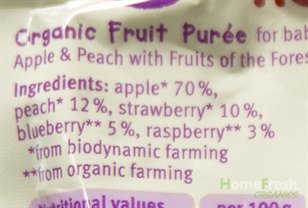 Organic Fruit Purée for bab
Apple & Peach with Fruits of the Fores
Ingredients: apple* 70%,
peach* 12%, strawberry* 10%,
blueberry** 5%, raspberry** 3%
*from biodynamic farming
**from organic farming
HomeFresh
ORGANICS
Nutritional values per 100g